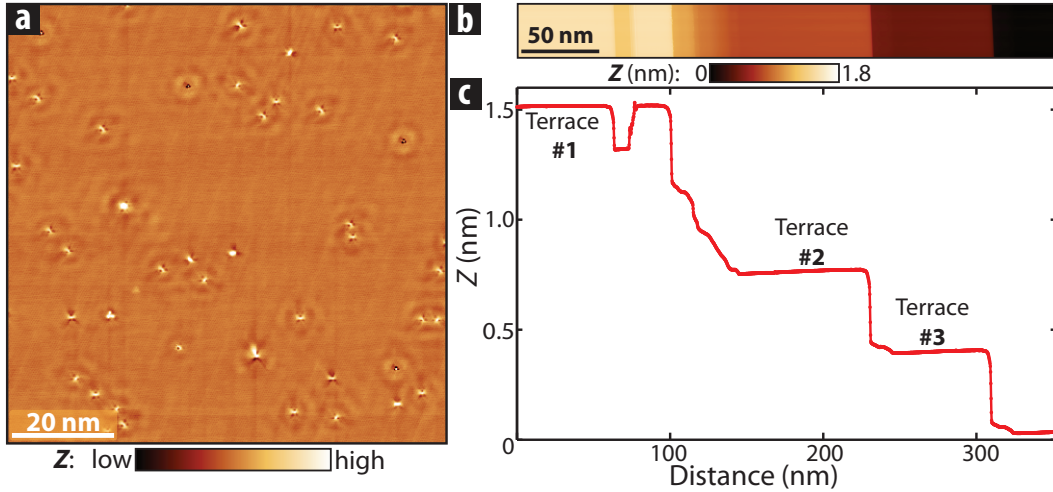 a
20 nm
Z: low high
b
50 nm
Z (nm): 0 1.8
c
1.5
1.0
0.5
0
Z (nm)
Terrace
#1
Terrace
#2
Terrace
#3
0 100 200 300
Distance (nm)